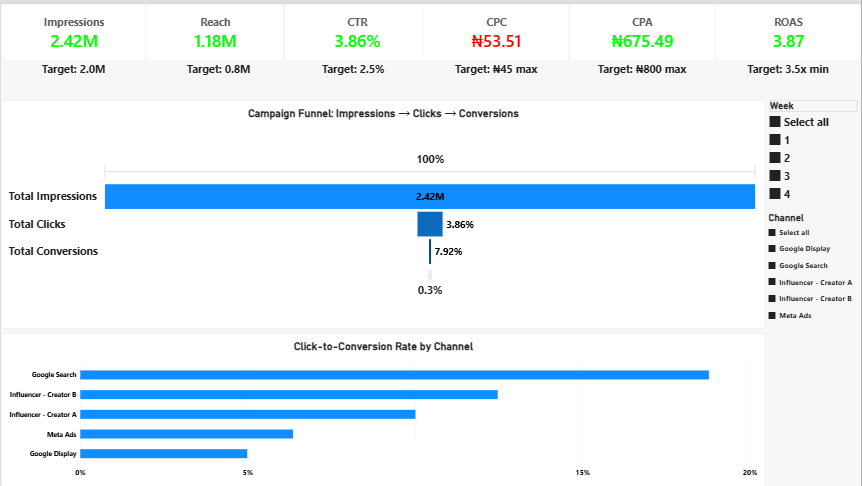 Impressions
2.42M
Target: 2.0M
Reach
1.18M
Target: 0.8M
CTR
3.86%
Target: 2.5%
CPC
₦53.51
Target: ₦45 max
CPA
₦675.49
Target: ₦800 max
ROAS
3.87
Target: 3.5x min
Campaign Funnel: Impressions → Clicks → Conversions
100%
Total Impressions
2.42M
Total Clicks
3.86%
Total Conversions
7.92%
0.3%
Week
Select all
1
2
3
4
Channel
Select all
Google Display
Google Search
Influencer - Creator A
Influencer - Creator B
Meta Ads
Click-to-Conversion Rate by Channel
Google Search
Influencer - Creator B
Influencer - Creator A
Meta Ads
Google Display
0%
5%
15%
20%